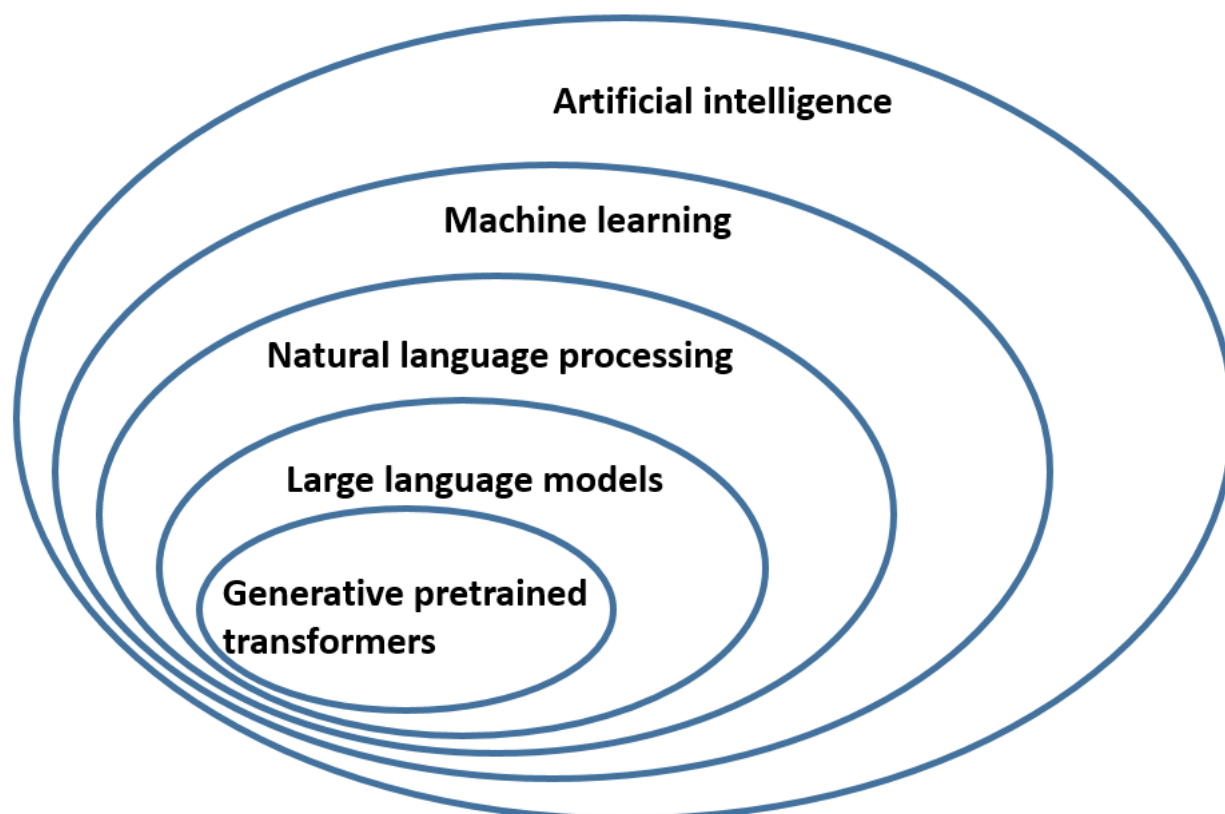 Artificial intelligence
Machine learning
Natural language processing
Large language models
Generative pretrained
transformers